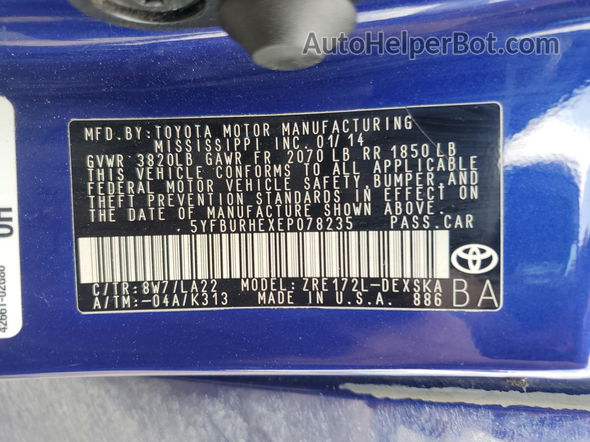 AutoHelperBot.com
MFD.BY:TOYOTA MOTOR MANUFACTURING
MISSISSIPPI INC. 01/14
GVWR 3820LB GAWR FR. 2070 LB RR 1850 LB
THIS VEHICLE CONFORMS TO ALL APPLICABLE
FEDERAL MOTOR VEHICLE SAFETY, BUMPER, AND
THEFT PREVENTION STANDARDS IN EFFECT ON
THE DATE OF MANUFACTURE SHOWN ABOVE.
5YFBURHEXEP078235 PASS.CAR
C/TR:8W7/LA22 MODEL:ZRE172L-DEXSKA
A/TM:-04A/K313 MADE IN U.S.A. 886 BA
TOYOTA